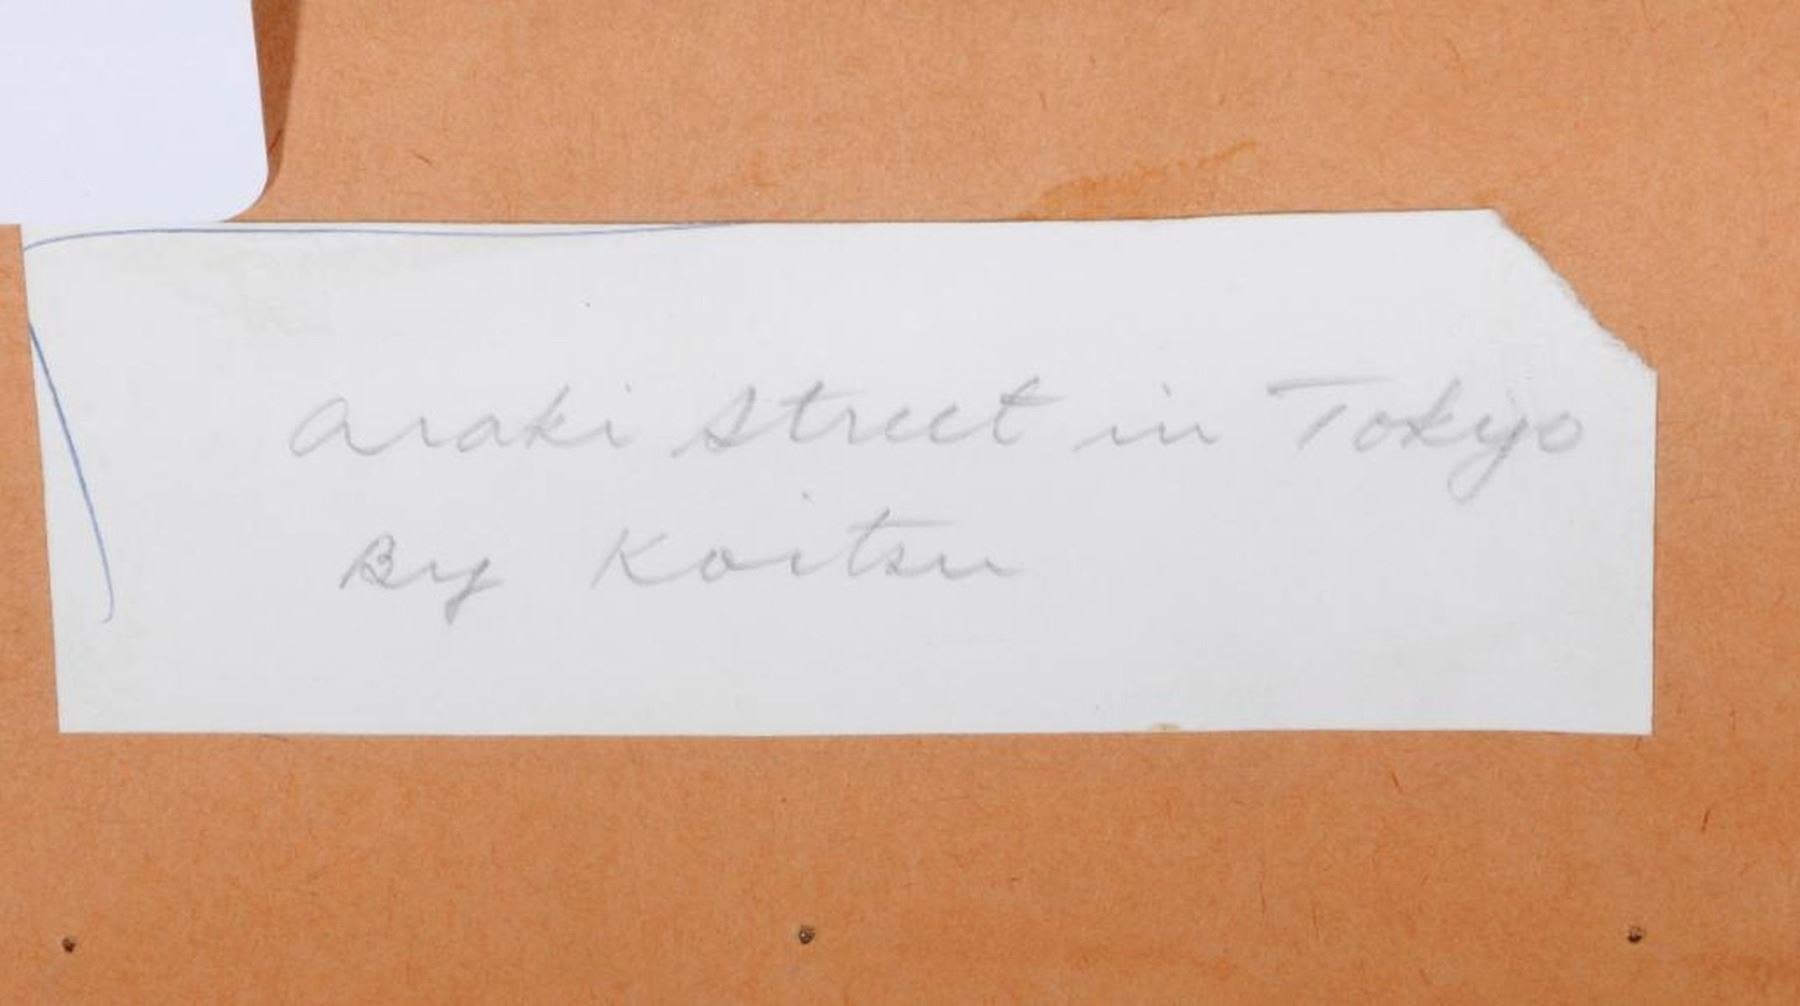 Araki Street in Tokyo
By Koitsu